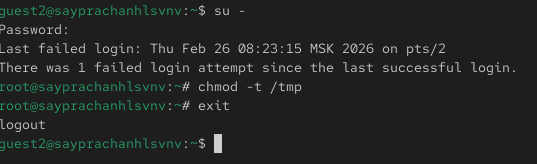 guest2@sayprachanhlsvnv:~$ su -
Password:
Last failed login: Thu Feb 26 08:23:15 MSK 2026 on pts/2
There was 1 failed login attempt since the last successful login.
root@sayprachanhlsvnv:~# chmod -t /tmp
root@sayprachanhlsvnv:~# exit
logout
guest2@sayprachanhlsvnv:~$